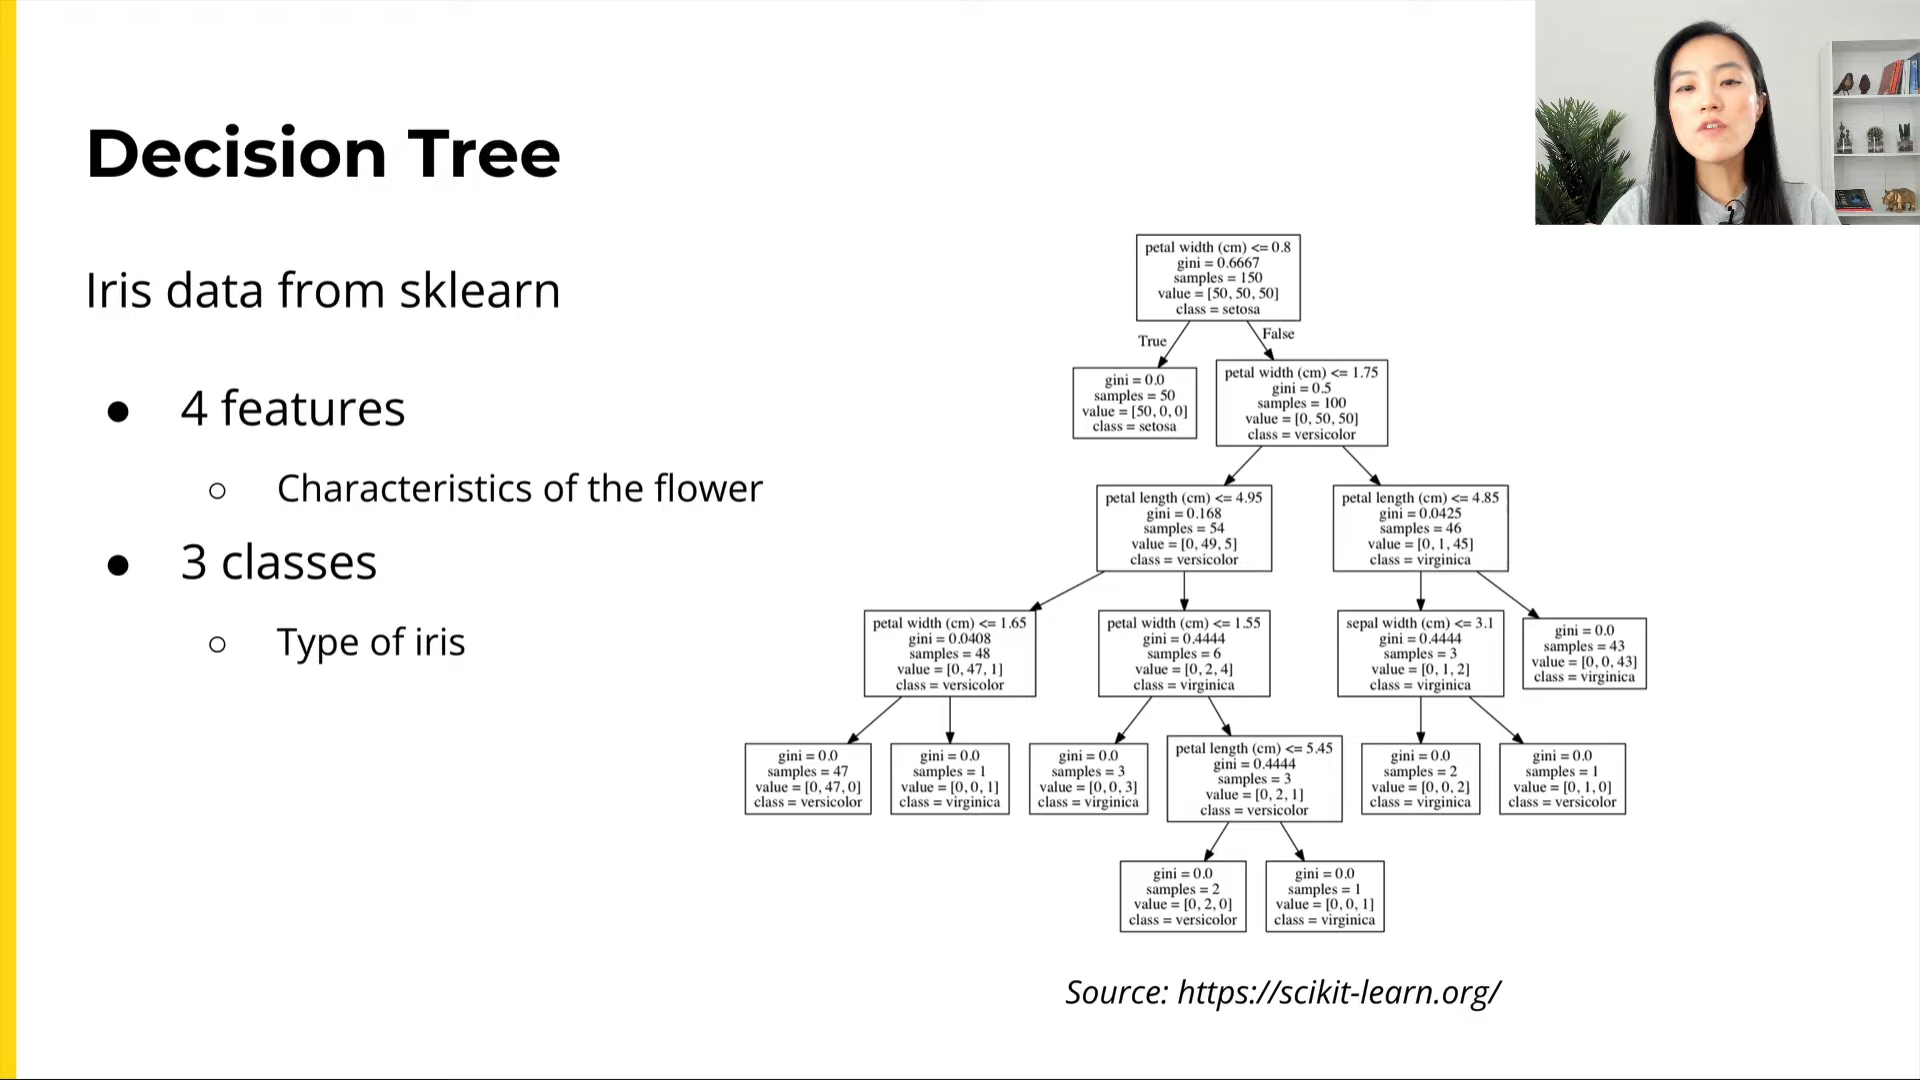 Decision Tree
Iris data from sklearn
● 4 features
○ Characteristics of the flower
● 3 classes
○ Type of iris
petal width (cm) <= 0.8
gini = 0.6667
samples = 150
value = [50, 50, 50]
class = setosa
True
False
gini = 0.0
samples = 50
value = [50, 0, 0]
class = setosa
petal width (cm) <= 1.75
gini = 0.5
samples = 100
value = [0, 50, 50]
class = versicolor
petal length (cm) <= 4.95
gini = 0.168
samples = 54
value = [0, 49, 5]
class = versicolor
petal length (cm) <= 4.85
gini = 0.0425
samples = 46
value = [0, 1, 45]
class = virginica
petal width (cm) <= 1.65
gini = 0.0408
samples = 48
value = [0, 47, 1]
class = versicolor
petal width (cm) <= 1.55
gini = 0.4444
samples = 6
value = [0, 2, 4]
class = virginica
sepal width (cm) <= 3.1
gini = 0.4444
samples = 3
value = [0, 1, 2]
class = virginica
gini = 0.0
samples = 43
value = [0, 0, 43]
class = virginica
gini = 0.0
samples = 47
value = [0, 47, 0]
class = versicolor
gini = 0.0
samples = 1
value = [0, 0, 1]
class = virginica
gini = 0.0
samples = 3
value = [0, 0, 3]
class = virginica
petal length (cm) <= 5.45
gini = 0.4444
samples = 3
value = [0, 2, 1]
class = versicolor
gini = 0.0
samples = 2
value = [0, 0, 2]
class = virginica
gini = 0.0
samples = 1
value = [0, 1, 0]
class = versicolor
gini = 0.0
samples = 2
value = [0, 2, 0]
class = versicolor
gini = 0.0
samples = 1
value = [0, 0, 1]
class = virginica
Source: https://scikit-learn.org/